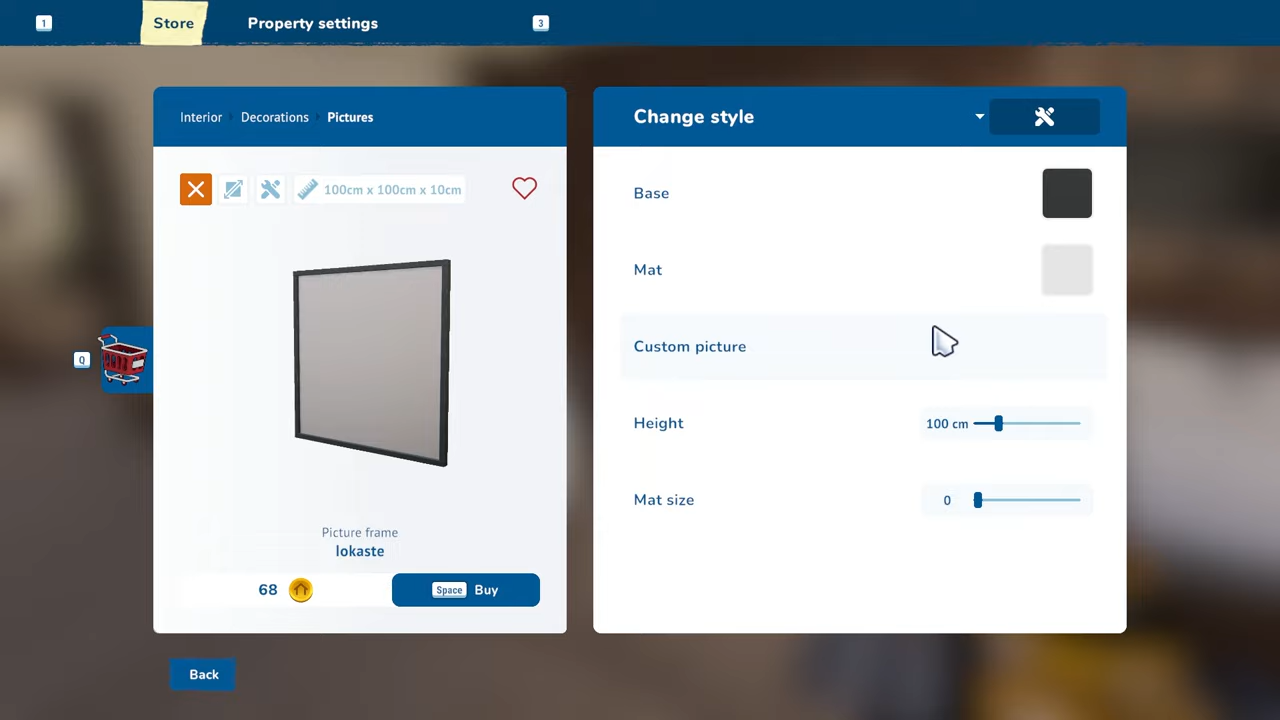 1
Store
Property settings
3
Interior Decorations Pictures
100cm x 100cm x 10cm
Picture frame
lokaste
68
Space Buy
Q
Back
Change style
Base
Mat
Custom picture
Height
100 cm
Mat size
0